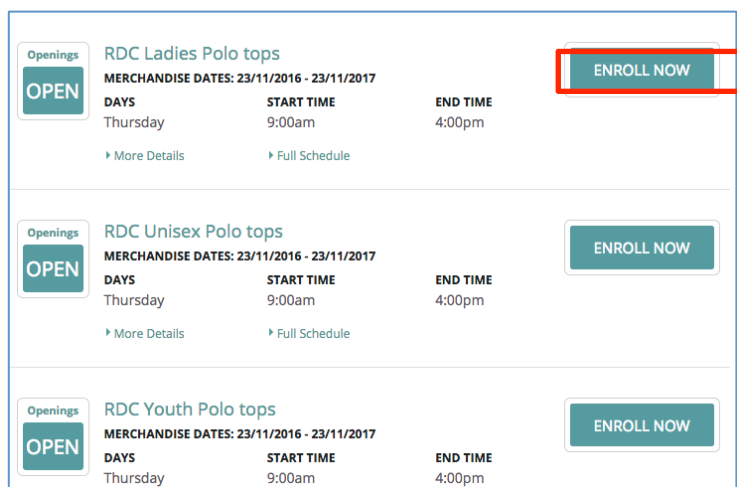 Openings
OPEN
RDC Ladies Polo tops
MERCHANDISE DATES: 23/11/2016 - 23/11/2017
DAYS START TIME END TIME
Thursday 9:00am 4:00pm
More Details Full Schedule
ENROLL NOW
Openings
OPEN
RDC Unisex Polo tops
MERCHANDISE DATES: 23/11/2016 - 23/11/2017
DAYS START TIME END TIME
Thursday 9:00am 4:00pm
More Details Full Schedule
ENROLL NOW
Openings
OPEN
RDC Youth Polo tops
MERCHANDISE DATES: 23/11/2016 - 23/11/2017
DAYS START TIME END TIME
Thursday 9:00am 4:00pm
ENROLL NOW